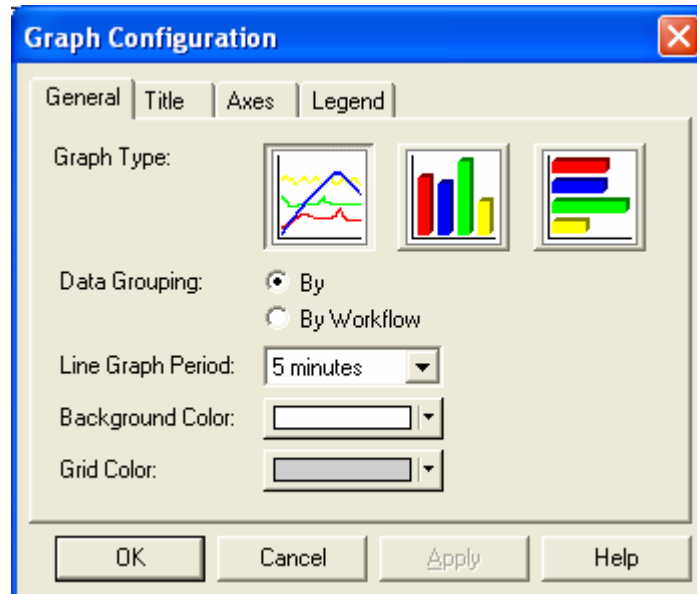 Graph Configuration
General Title Axes Legend
Graph Type:
Data Grouping: By
By Workflow
Line Graph Period: 5 minutes
Background Color:
Grid Color:
OK Cancel Apply Help